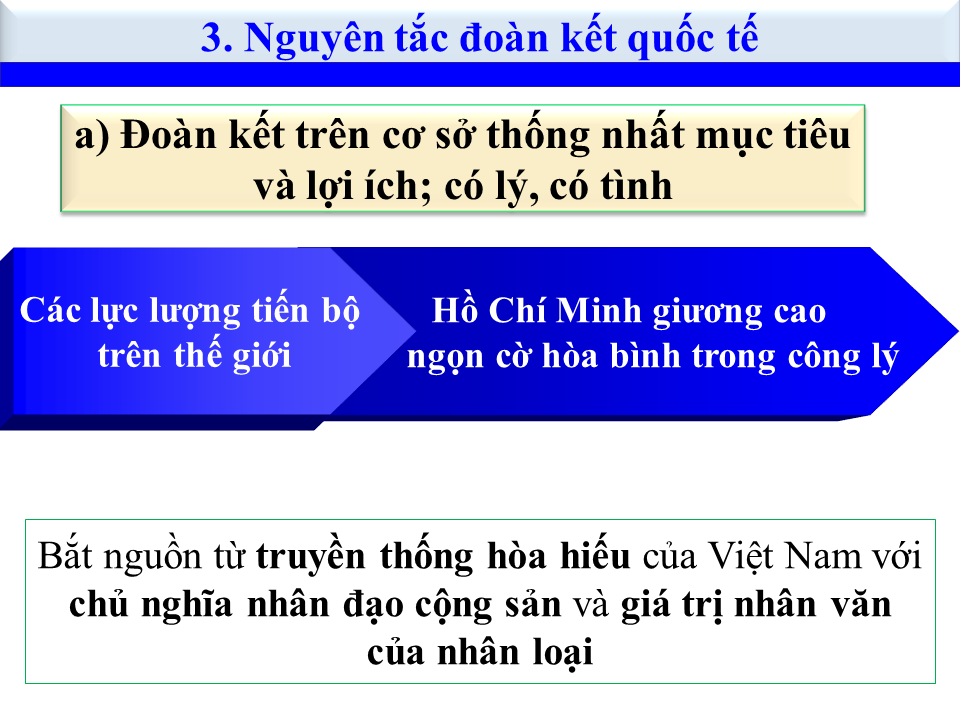 3. Nguyên tắc đoàn kết quốc tế
a) Đoàn kết trên cơ sở thống nhất mục tiêu
và lợi ích; có lý, có tình
Các lực lượng tiến bộ
trên thế giới
Hồ Chí Minh giương cao
ngọn cờ hòa bình trong công lý
Bắt nguồn từ truyền thống hòa hiếu của Việt Nam với
chủ nghĩa nhân đạo cộng sản và giá trị nhân văn
của nhân loại